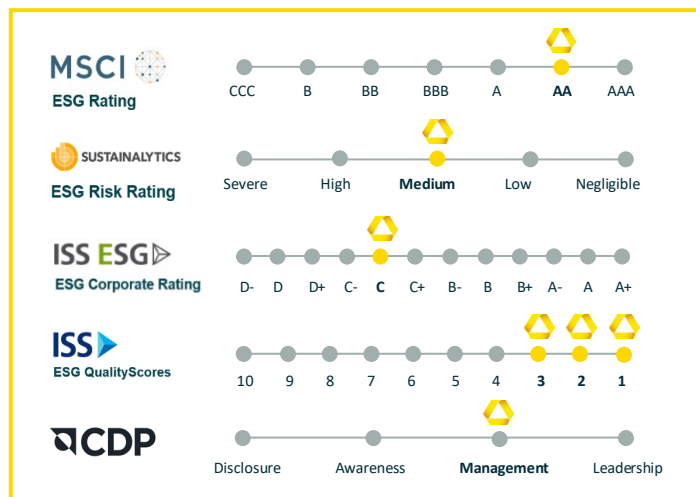 MSCI
ESG Rating
CCC B BB BBB A AA AAA
SUSTAINALYTICS
ESG Risk Rating
Severe High Medium Low Negligible
ISS ESG
ESG Corporate Rating
D- D D+ C- C C+ B- B B+ A- A A+
ISS
ESG QualityScores
10 9 8 7 6 5 4 3 2 1
CDP
Disclosure Awareness Management Leadership